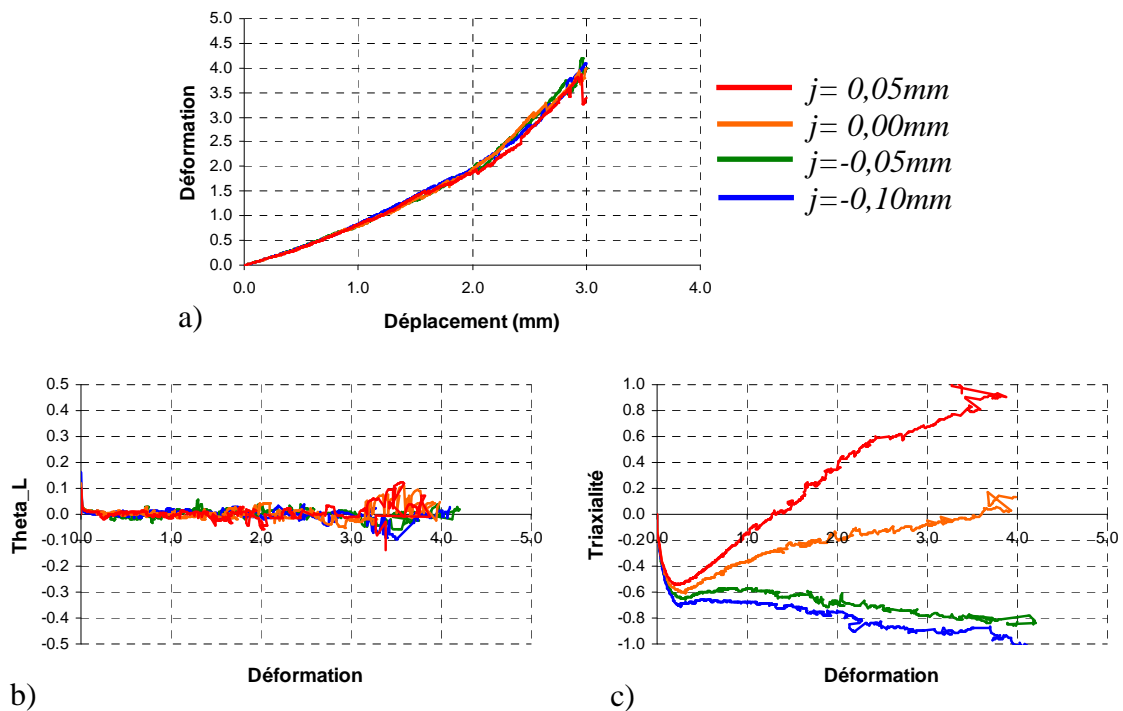 5.0
4.5
4.0
3.5
3.0
2.5
2.0
1.5
1.0
0.5
0.0
Déformation
0.0 1.0 2.0 3.0 4.0
Déplacement (mm)
a)
j= 0,05mm
j= 0,00mm
j=-0,05mm
j=-0,10mm
0.5
0.4
0.3
0.2
0.1
0.0
-0.1
-0.2
-0.3
-0.4
-0.5
Theta_L
0.0 1.0 2.0 3.0 4.0 5.0
Déformation
b)
1.0
0.8
0.6
0.4
0.2
0.0
-0.2
-0.4
-0.6
-0.8
-1.0
Triaxialité
0.0 1.0 2.0 3.0 4.0 5.0
Déformation
c)